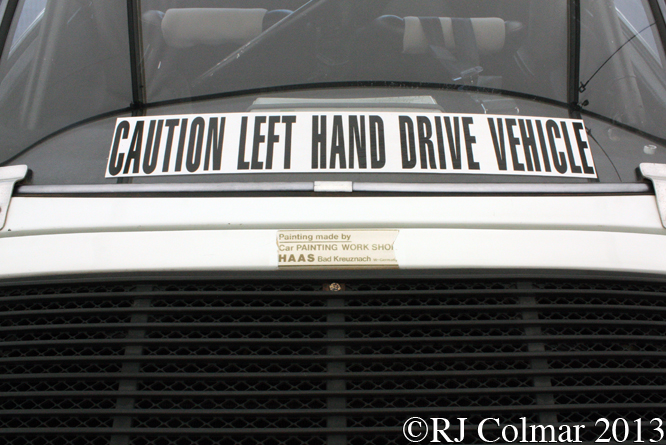 CAUTION LEFT HAND DRIVE VEHICLE
Painting made by
Car PAINTING WORK SHOP
HAAS Bad Kreuznach
©RJ Colmar 2013